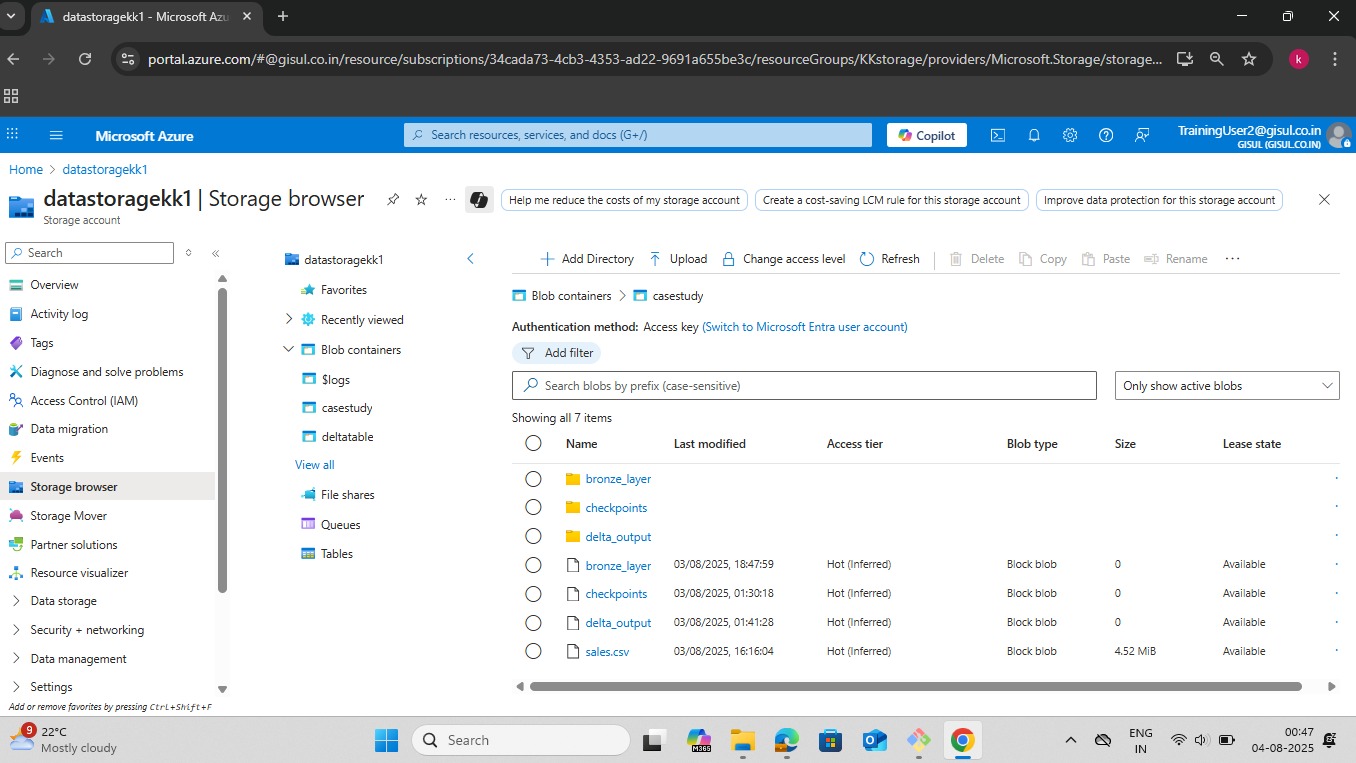 datastoragekk1 - Microsoft Azu
portal.azure.com/#@gisul.co.in/resource/subscriptions/34cada73-4cb3-4353-ad22-9691a655be3c/resourceGroups/KKstorage/providers/Microsoft.Storage/storage...
k
Microsoft Azure
Search resources, services, and docs (G+/)
Copilot
TrainingUser2@gisul.co.in
GISUL (GISUL.CO.IN)
Home > datastoragekk1
datastoragekk1 | Storage browser
Storage account
Help me reduce the costs of my storage account
Create a cost-saving LCM rule for this storage account
Improve data protection for this storage account
Search
Overview
Activity log
Tags
Diagnose and solve problems
Access Control (IAM)
Data migration
Events
Storage browser
Storage Mover
Partner solutions
Resource visualizer
Data storage
Security + networking
Data management
Settings
Add or remove favorites by pressing Ctrl+Shift+F
datastoragekk1
Favorites
Recently viewed
Blob containers
$logs
casestudy
deltatable
View all
File shares
Queues
Tables
Add Directory Upload Change access level Refresh Delete Copy Paste Rename
Blob containers > casestudy
Authentication method: Access key (Switch to Microsoft Entra user account)
Add filter
Search blobs by prefix (case-sensitive)
Only show active blobs
Showing all 7 items
Name Last modified Access tier Blob type Size Lease state
bronze_layer
checkpoints
delta_output
bronze_layer 03/08/2025, 18:47:59 Hot (Inferred) Block blob 0 Available
checkpoints 03/08/2025, 01:30:18 Hot (Inferred) Block blob 0 Available
delta_output 03/08/2025, 01:41:28 Hot (Inferred) Block blob 0 Available
sales.csv 03/08/2025, 16:16:04 Hot (Inferred) Block blob 4.52 MiB Available
9
22°C
Mostly cloudy
Search
M365
ENG
IN
00:47
04-08-2025